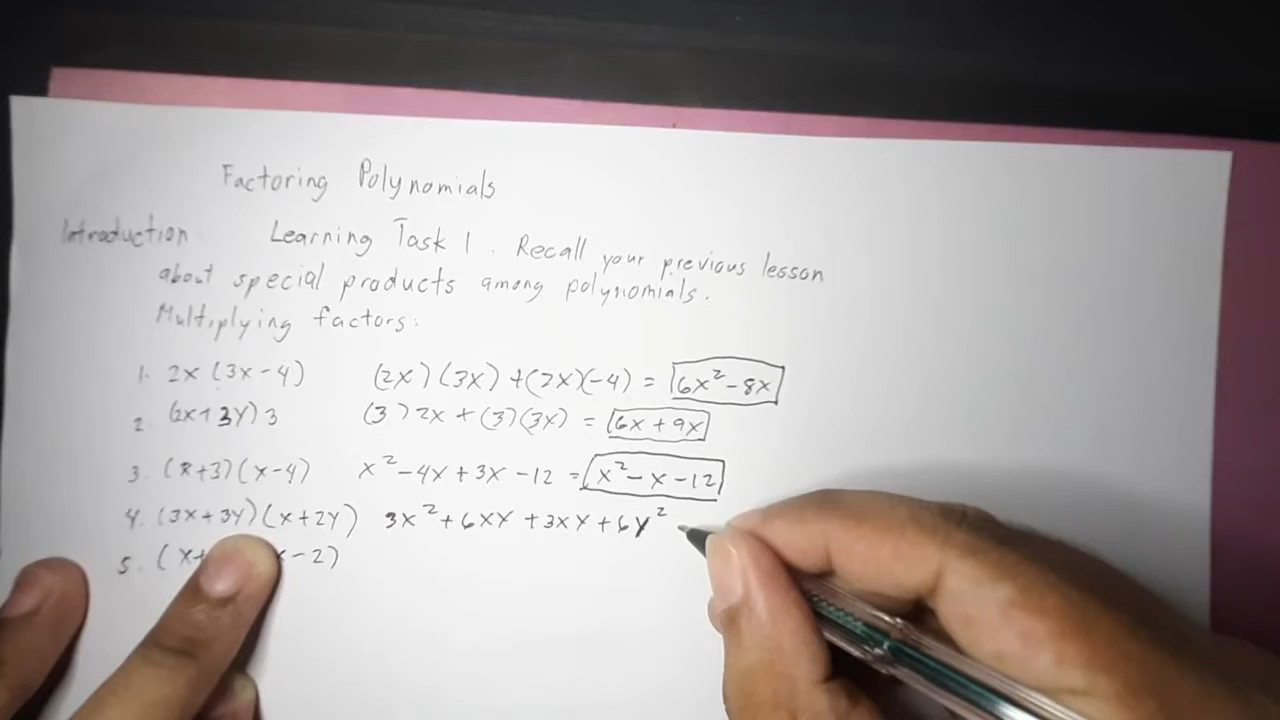 Factoring Polynomials
Introduction Learning Task 1. Recall your previous lesson
about special products among polynomials.
Multiplying factors:
1. 2x (3x-4) (2x)(3x)+(2x)(-4) = 6x²-8x
2. (2x+3y)3 (3)2x+(3)(3x) = 6x+9x
3. (x+3)(x-4) x²-4x+3x-12 = x²-x-12
4. (3x+3y)(x+2y) 3x²+6xy+3xy+6y²
5. (x+ -2)